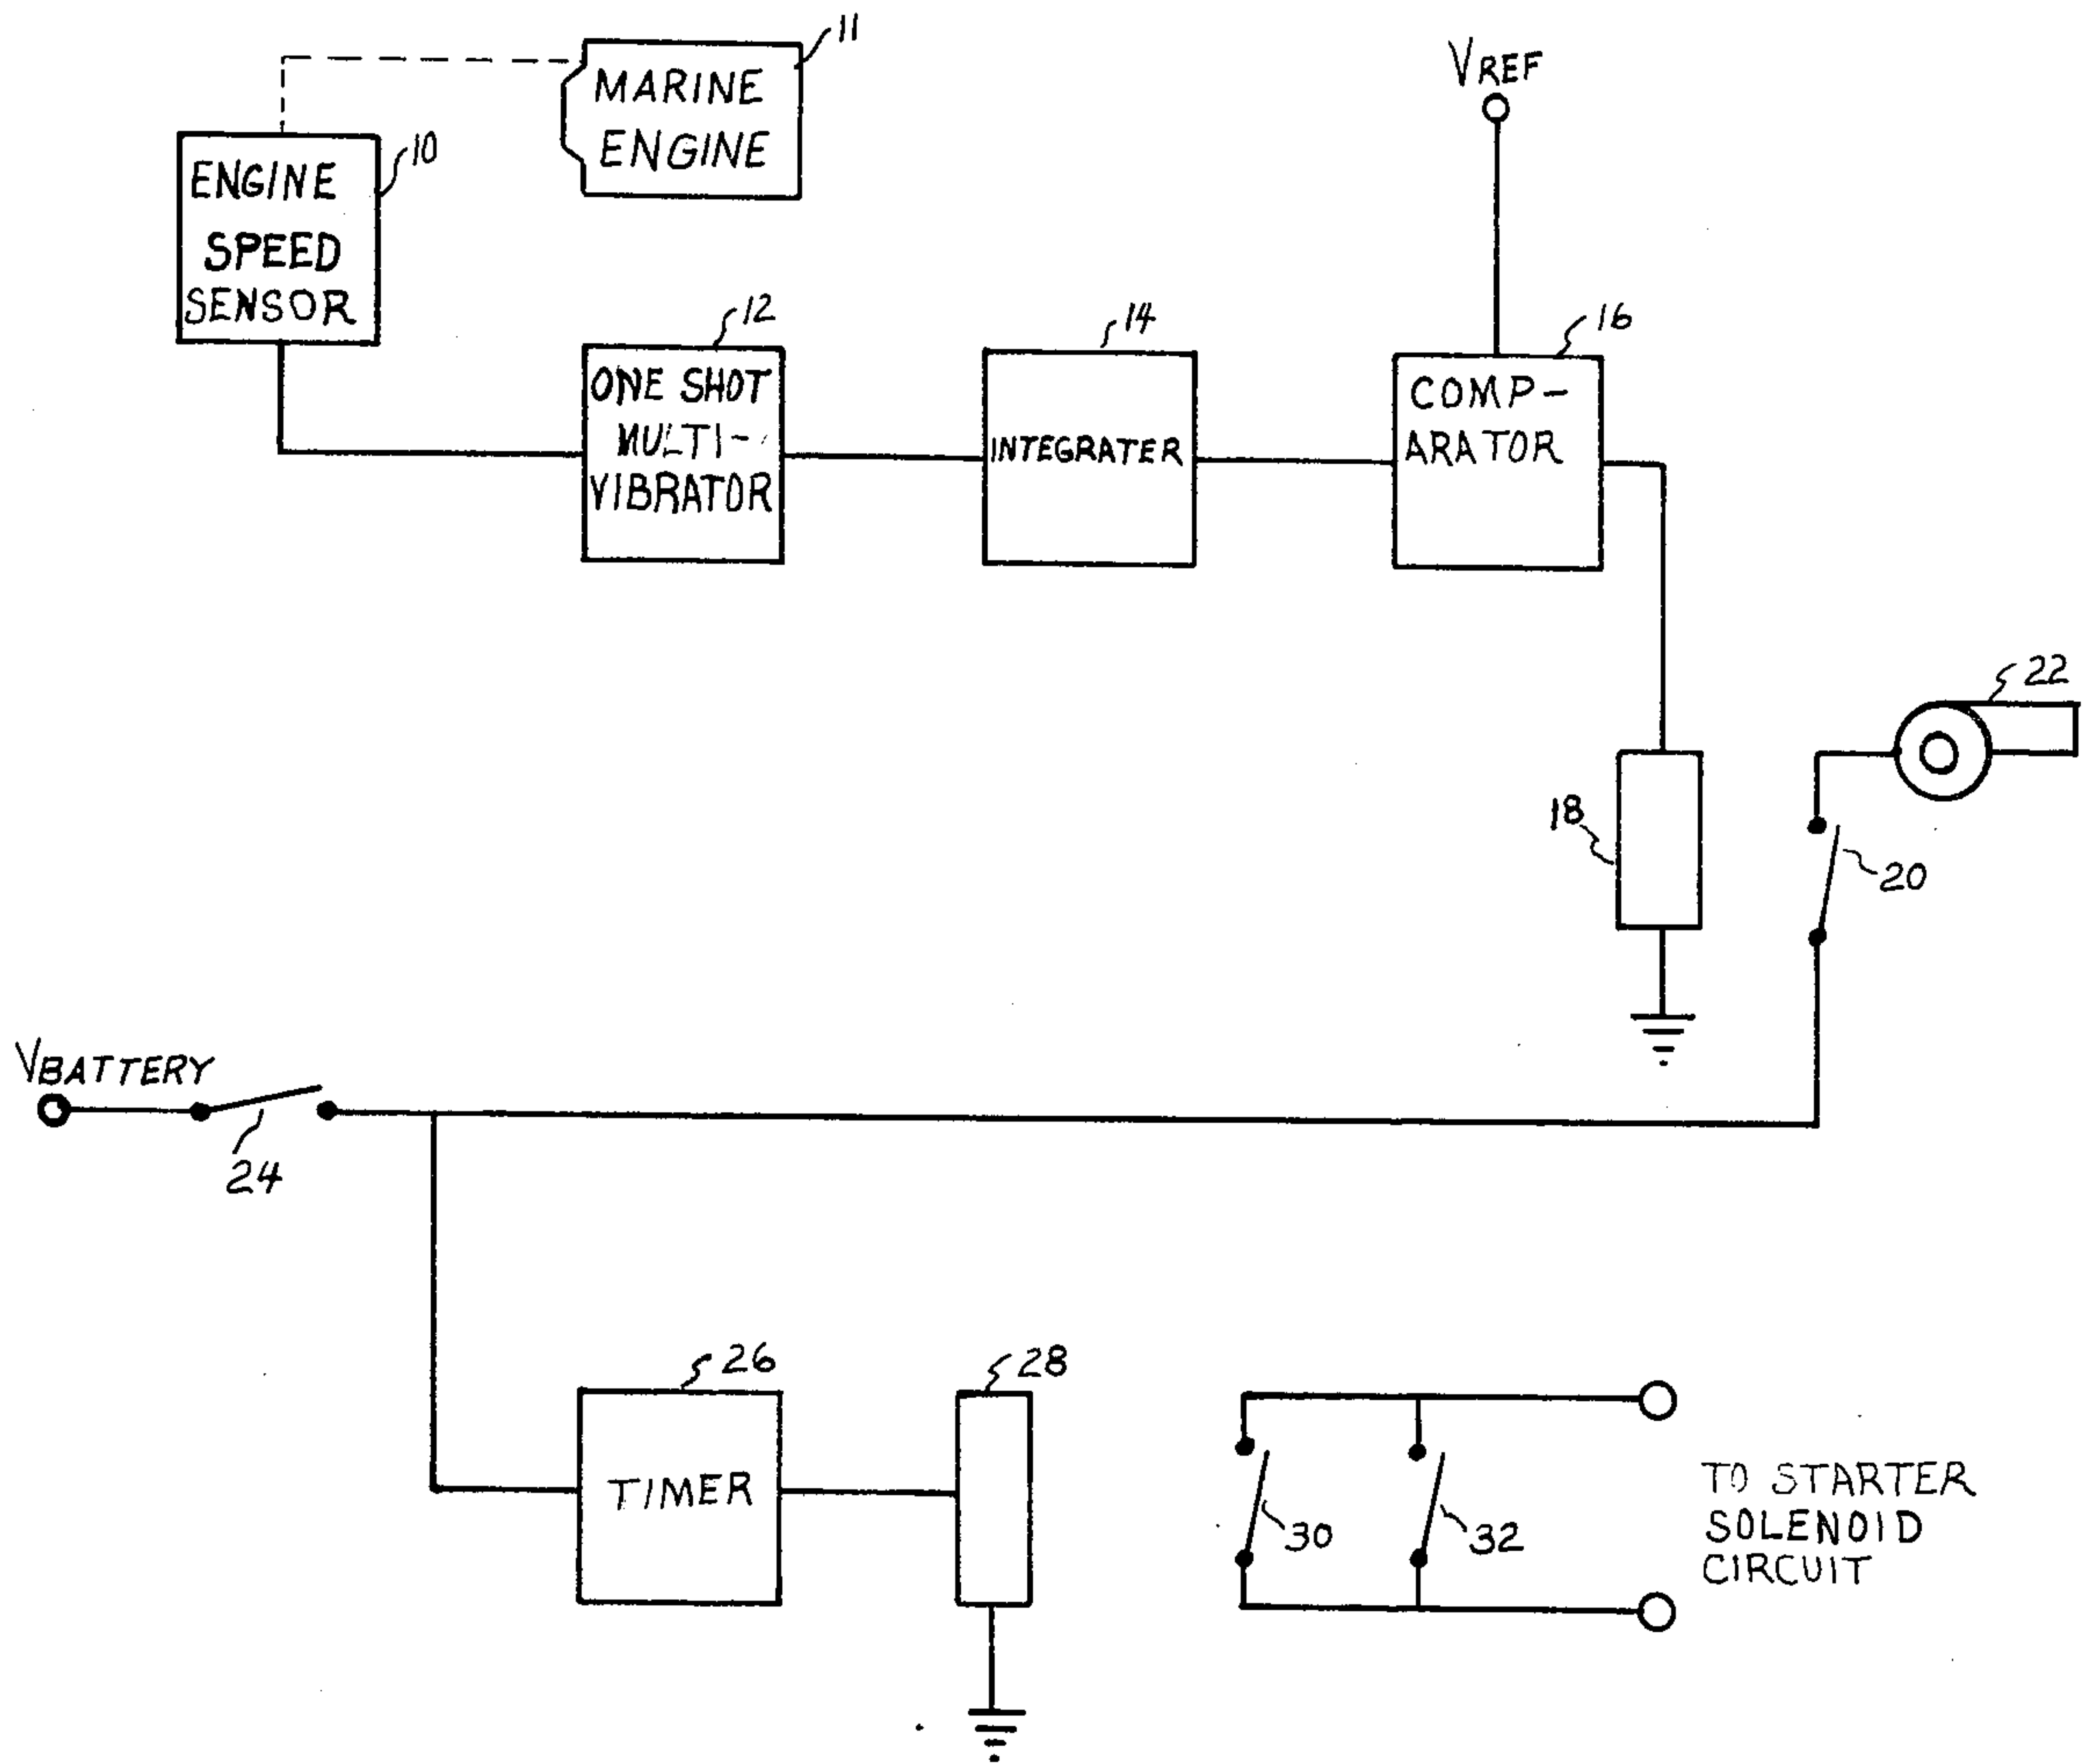 11
MARINE
ENGINE
VREF
10
ENGINE
SPEED
SENSOR
12
14
16
ONE SHOT
MULTI-
VIBRATOR
INTEGRATER
COMP-
ARATOR
22
18
20
VBATTERY
24
26
28
TIMER
30
32
TO STARTER
SOLENOID
CIRCUIT